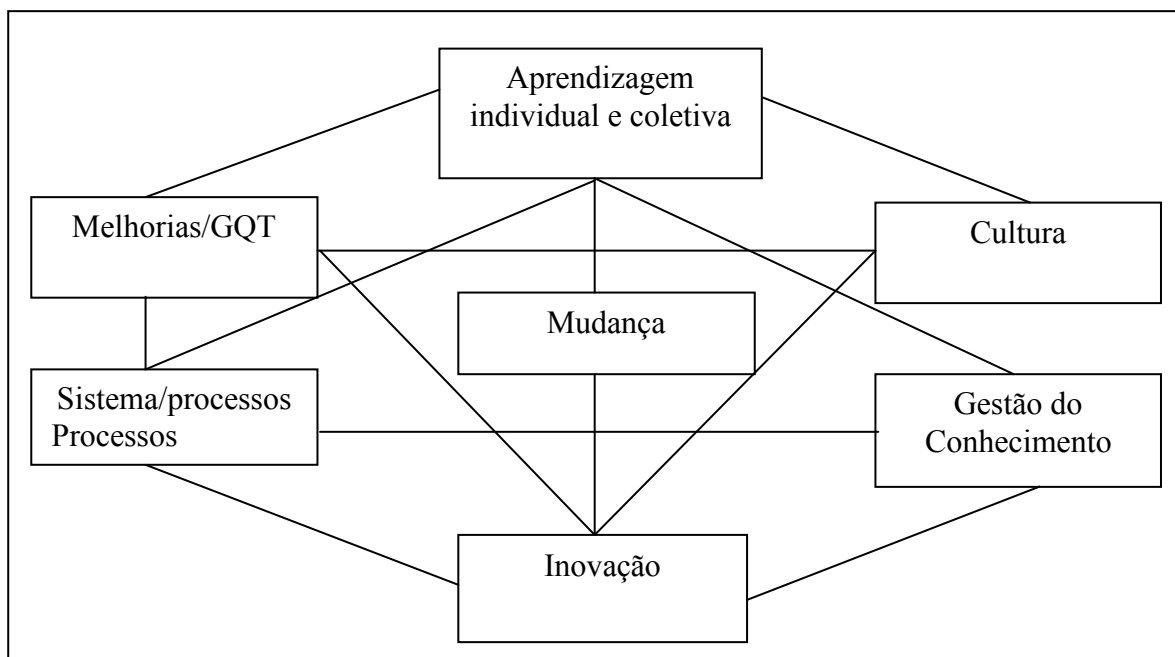 Aprendizagem
individual e coletiva
Melhorias/GQT
Cultura
Mudança
Sistema/processos
Processos
Gestão do
Conhecimento
Inovação